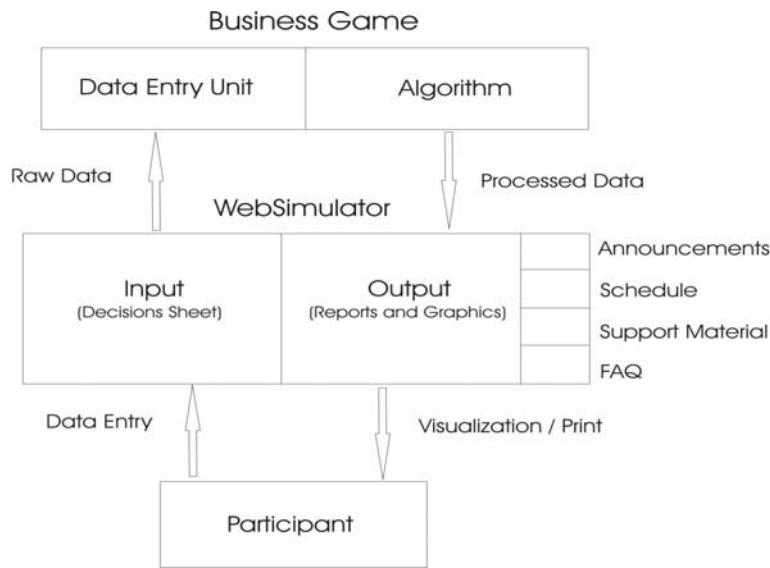 Business Game
Data Entry Unit
Algorithm
Raw Data
Processed Data
WebSimulator
Input
(Decisions Sheet)
Output
(Reports and Graphics)
Announcements
Schedule
Support Material
FAQ
Data Entry
Visualization / Print
Participant